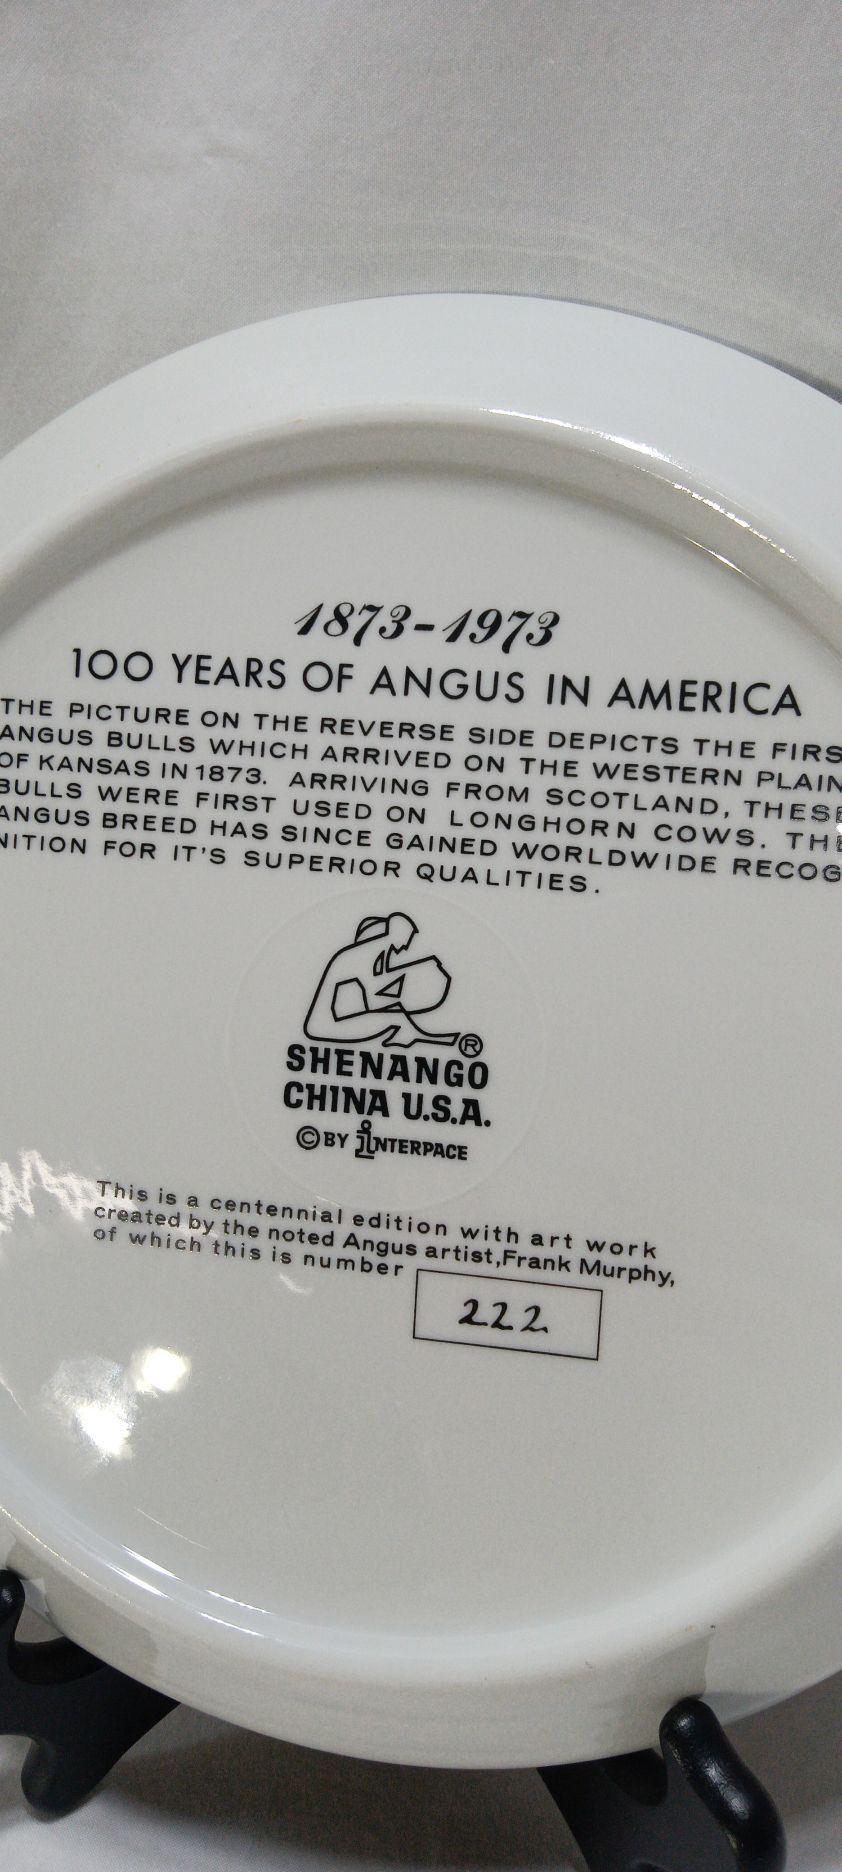 1873-1973
100 YEARS OF ANGUS IN AMERICA
THE PICTURE ON THE REVERSE SIDE DEPICTS THE FIRS
ANGUS BULLS WHICH ARRIVED ON THE WESTERN PLAIN
OF KANSAS IN 1873. ARRIVING FROM SCOTLAND, THESE
BULLS WERE FIRST USED ON LONGHORN COWS. THE
ANGUS BREED HAS SINCE GAINED WORLDWIDE RECOG
NITION FOR IT'S SUPERIOR QUALITIES.
®
SHENANGO
CHINA U.S.A.
© BY INTERPACE
This is a centennial edition with art work
created by the noted Angus artist, Frank Murphy,
of which this is number 222